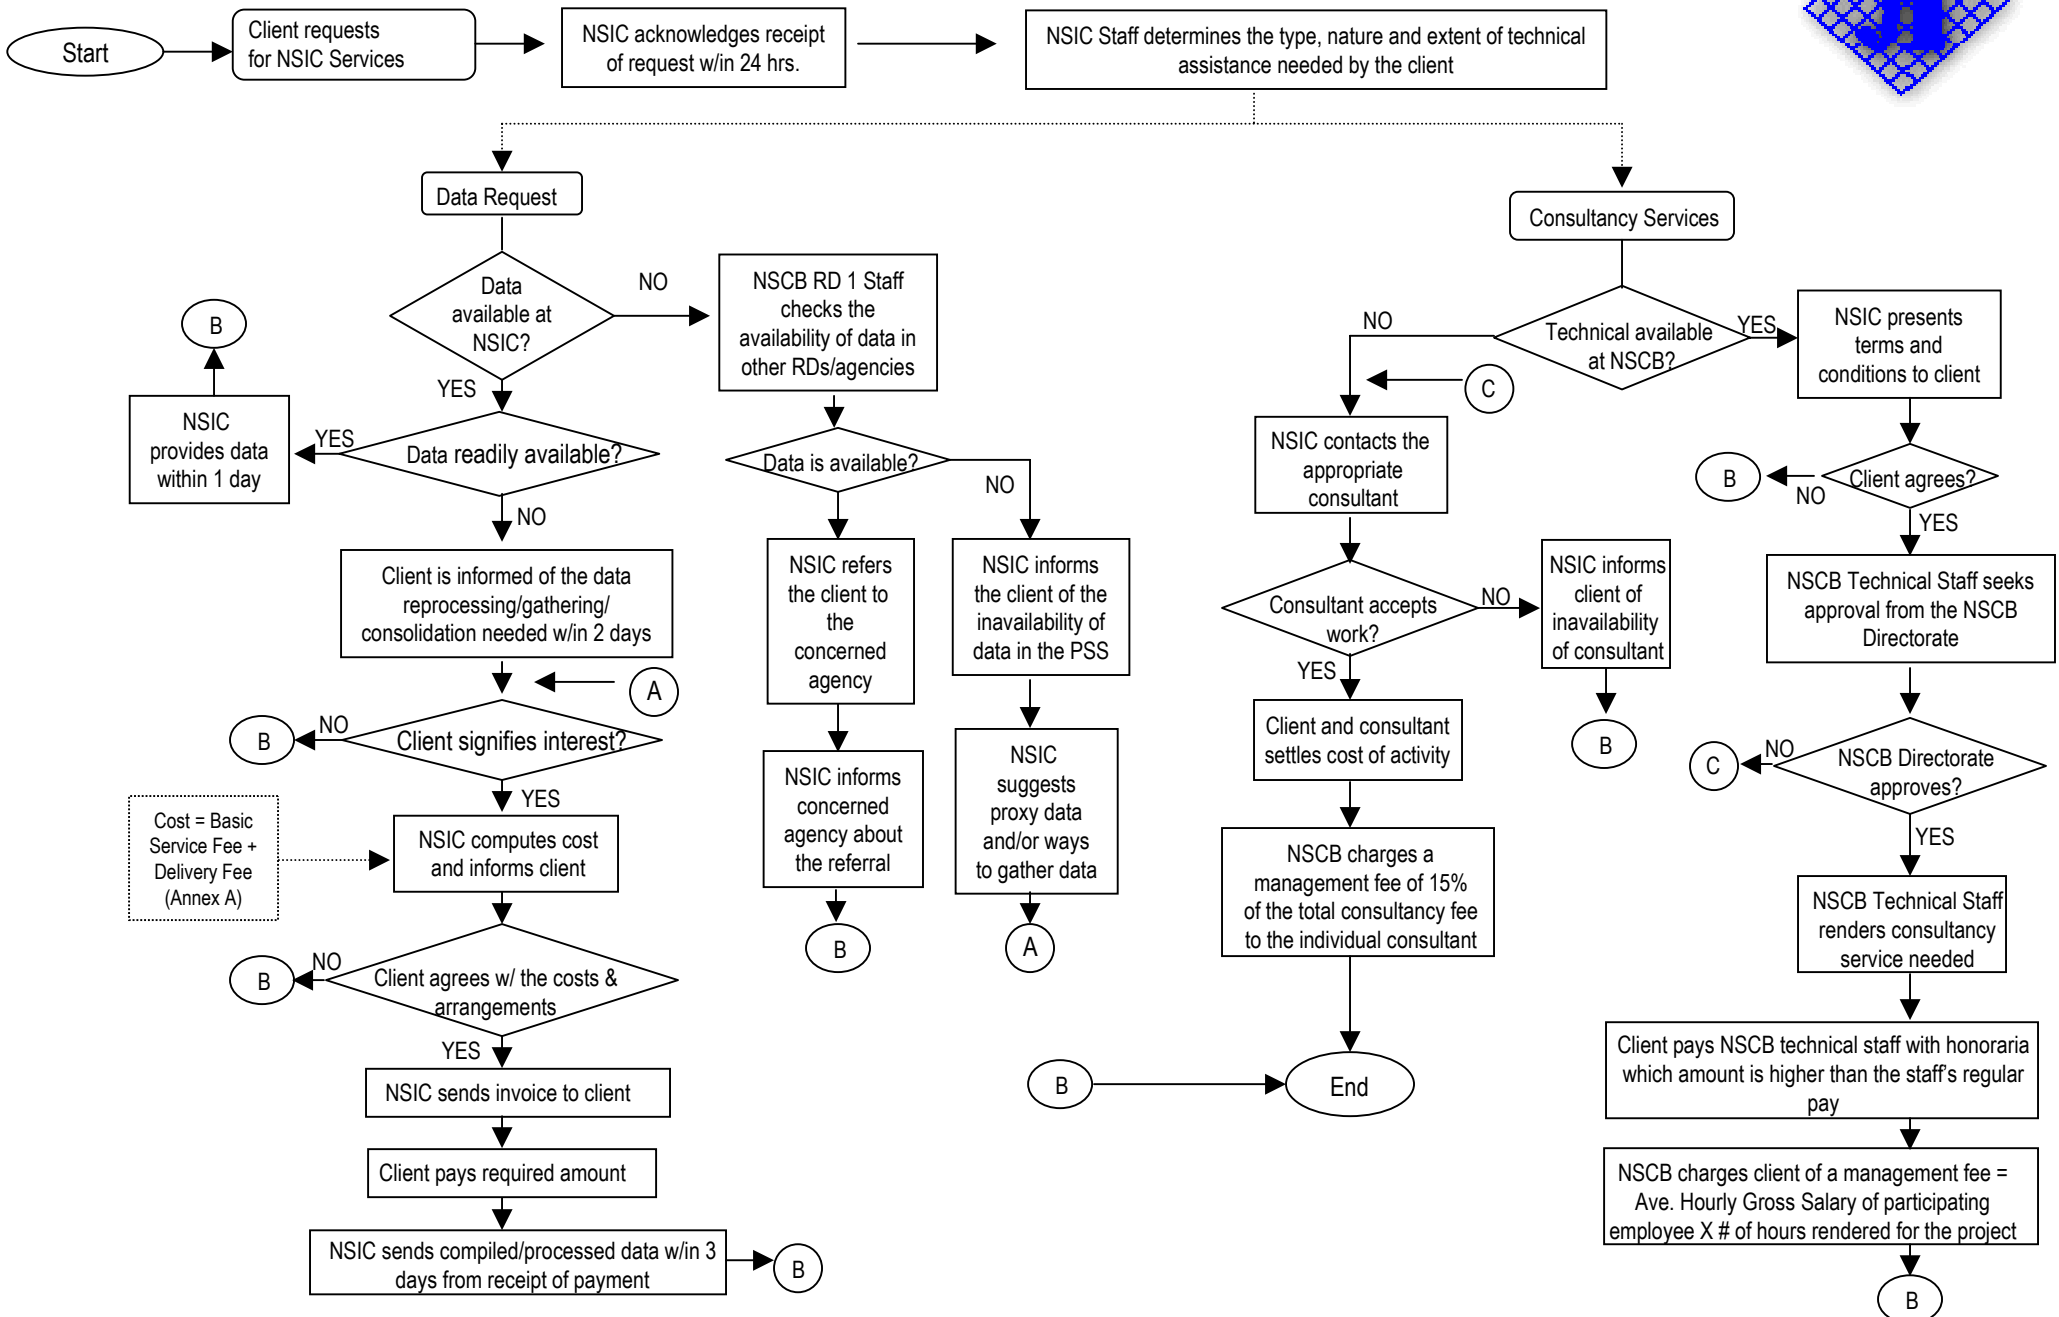 Start
Client requests
for NSIC Services
NSIC acknowledges receipt
of request w/in 24 hrs.
NSIC Staff determines the type, nature and extent of technical
assistance needed by the client
Data Request
Data
available at
NSIC?
NO
YES
NSCB RD 1 Staff
checks the
availability of data in
other RDs/agencies
B
NSIC
provides data
within 1 day
YES
Data readily available?
NO
Data is available?
NO
Client is informed of the data
reprocessing/gathering/
consolidation needed w/in 2 days
A
NSIC refers
the client to
the
concerned
agency
NSIC informs
the client of the
inavailability of
data in the PSS
B
NO
Client signifies interest?
YES
NSIC informs
concerned
agency about
the referral
B
NSIC
suggests
proxy data
and/or ways
to gather data
A
Cost = Basic
Service Fee +
Delivery Fee
(Annex A)
NSIC computes cost
and informs client
B
NO
Client agrees w/ the costs &
arrangements
YES
NSIC sends invoice to client
Client pays required amount
NSIC sends compiled/processed data w/in 3
days from receipt of payment
B
Consultancy Services
Technical available
at NSCB?
NO
YES
C
NSIC contacts the
appropriate
consultant
Consultant accepts
work?
NO
NSIC informs
client of
inavailability
of consultant
B
YES
Client and consultant
settles cost of activity
NSCB charges a
management fee of 15%
of the total consultancy fee
to the individual consultant
B
End
NSIC presents
terms and
conditions to client
B
NO
Client agrees?
YES
NSCB Technical Staff seeks
approval from the NSCB
Directorate
C
NO
NSCB Directorate
approves?
YES
NSCB Technical Staff
renders consultancy
service needed
Client pays NSCB technical staff with honoraria
which amount is higher than the staff's regular
pay
NSCB charges client of a management fee =
Ave. Hourly Gross Salary of participating
employee X # of hours rendered for the project
B